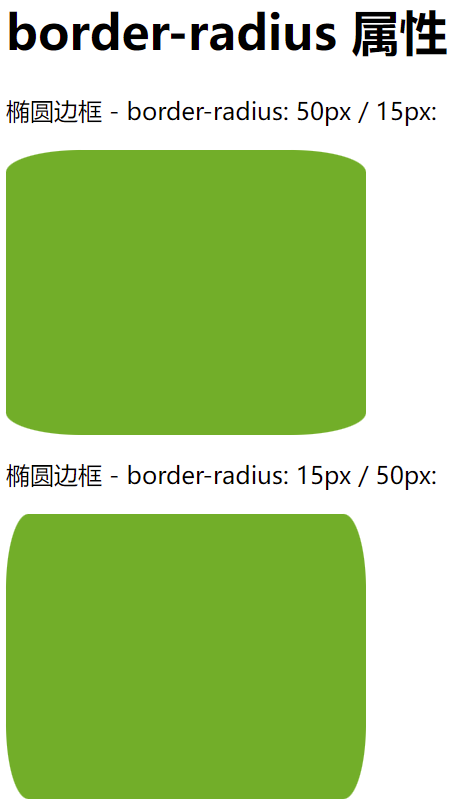 border-radius 属性
椭圆边框 - border-radius: 50px / 15px:
椭圆边框 - border-radius: 15px / 50px: